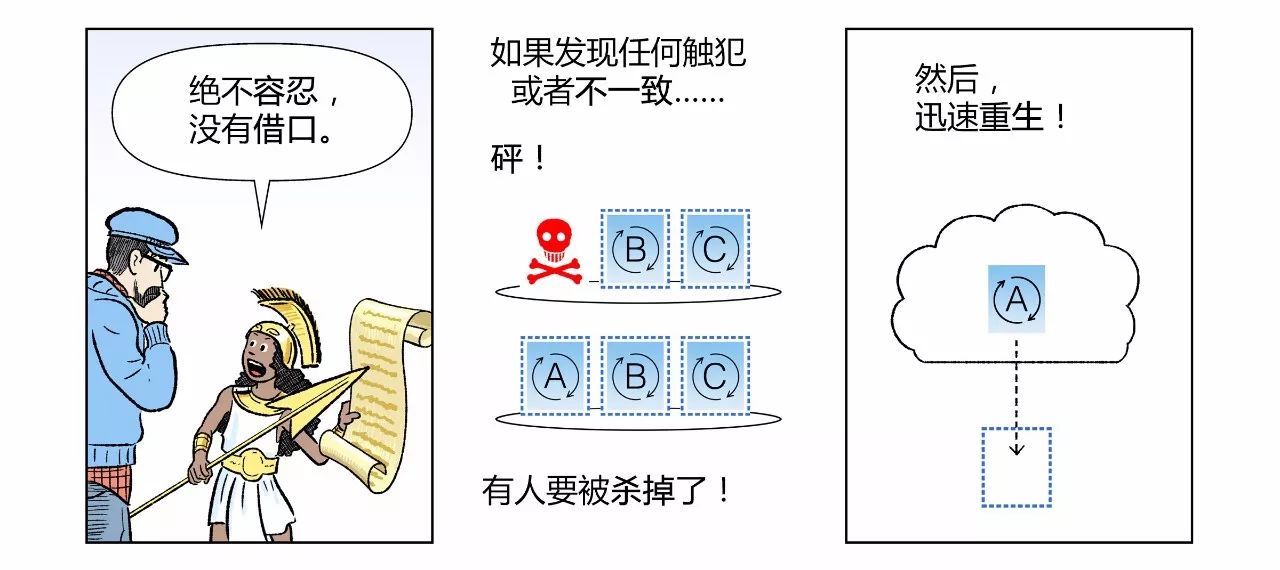 绝不容忍，
没有借口。
如果发现任何触犯
或者不一致……
砰！
B
C
A
B
C
有人要被杀掉了！
然后，
迅速重生！
A